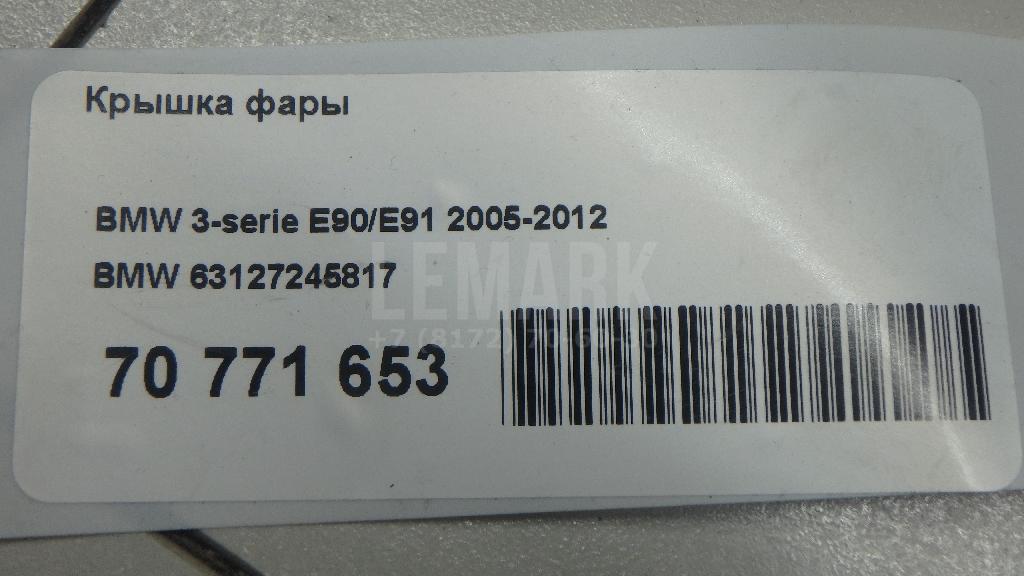 Крышка фары
BMW 3-serie E90/E91 2005-2012
BMW 63127245817
LEMARK
70 771 653